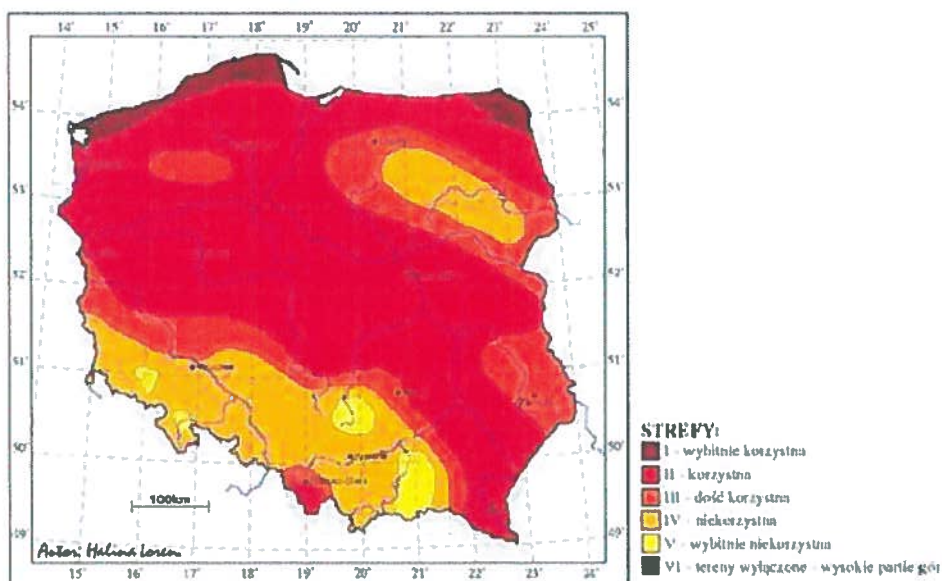 14° 15° 16° 17° 18° 19° 20° 21° 22° 23° 24°
54° 54°
53° 53°
52° 52°
51° 51°
50° 50°
49° 49°
100km
Autor: Halina Lorenc
15° 16° 17° 18° 19° 20° 21° 22° 23° 24°
STREFY:
I - wybitnie korzystna
II - korzystna
III - dość korzystna
IV - niekorzystna
V - wybitnie niekorzystna
VI - tereny wyłączone - wysokie partie gór